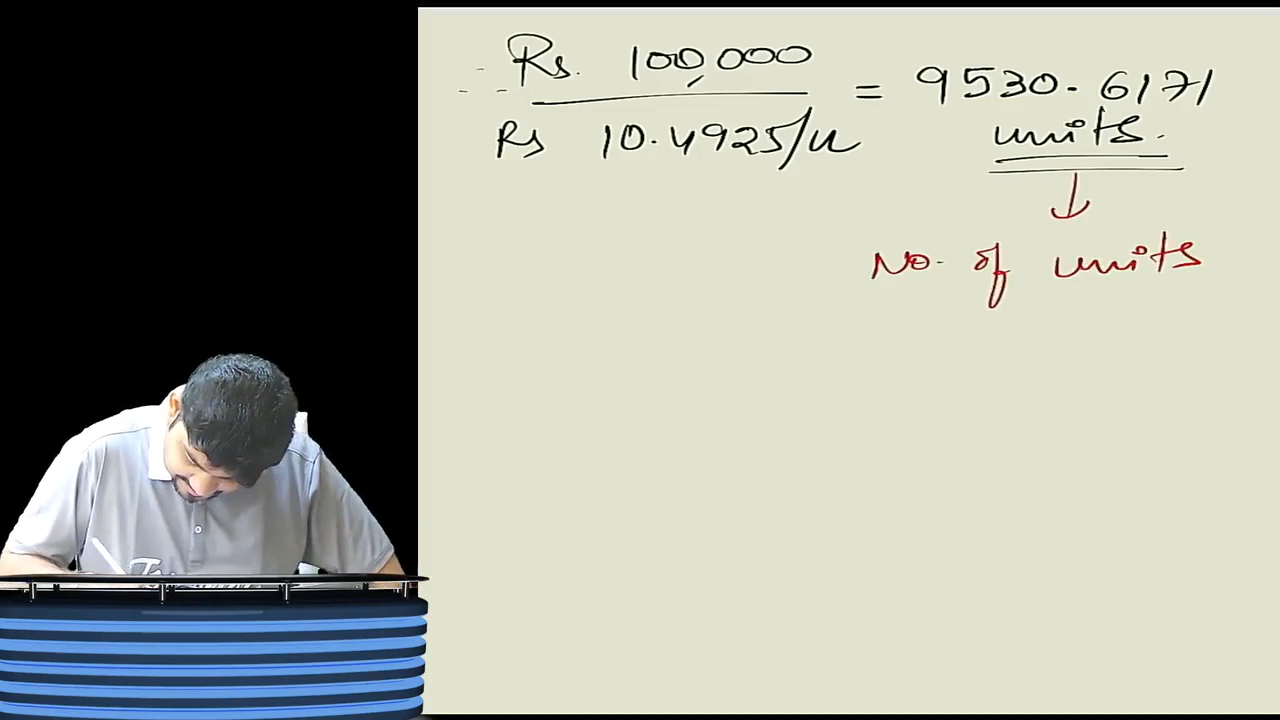 Rs. 100,000
= 9530.6171
Rs 10.4925/u
units.
No. of units